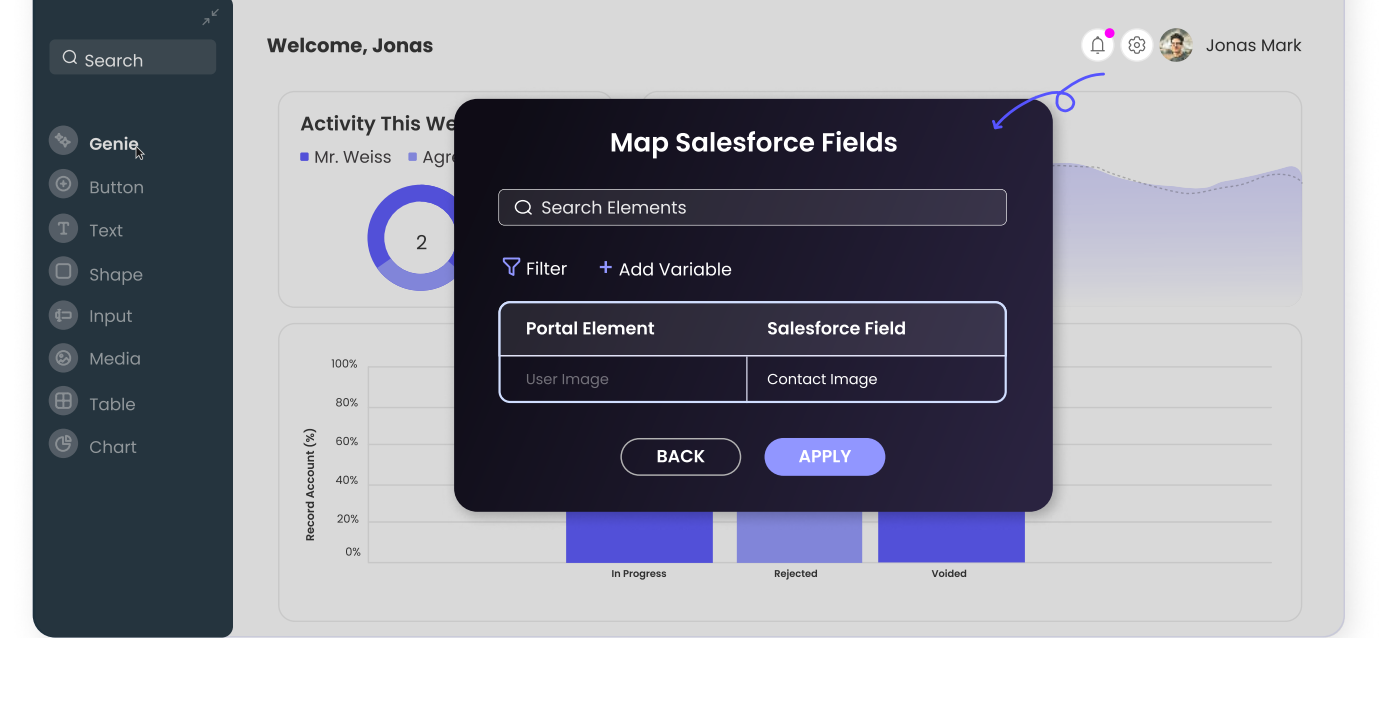 Search
Genie
Button
Text
Shape
Input
Media
Table
Chart
Welcome, Jonas
Jonas Mark
Activity This We
Mr. Weiss Agre
2
Map Salesforce Fields
Search Elements
Filter + Add Variable
Portal Element Salesforce Field
User Image Contact Image
BACK APPLY
Record Account (%)
100%
80%
60%
40%
20%
0%
In Progress Rejected Voided